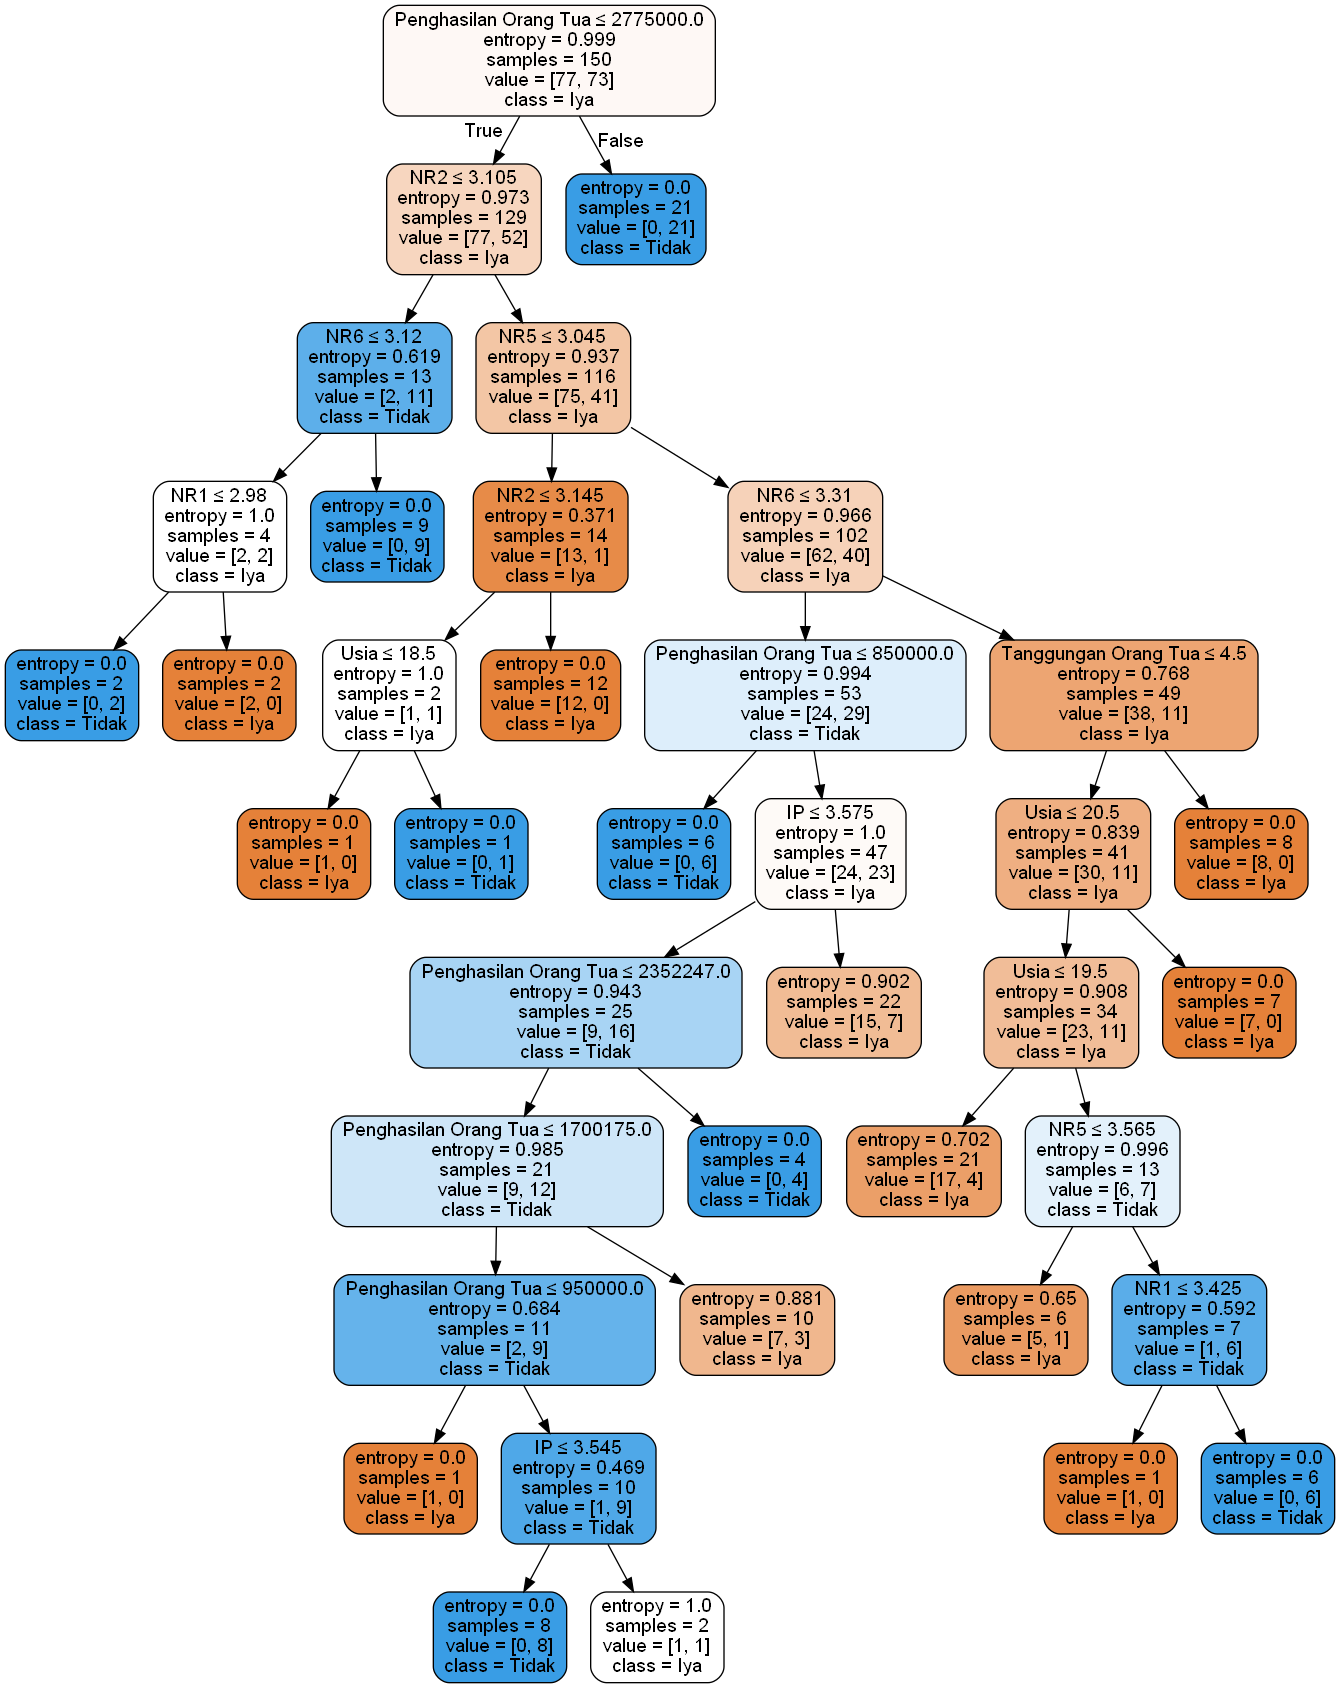 Penghasilan Orang Tua ≤ 2775000.0
entropy = 0.999
samples = 150
value = [77, 73]
class = Iya
True
False
NR2 ≤ 3.105
entropy = 0.973
samples = 129
value = [77, 52]
class = Iya
entropy = 0.0
samples = 21
value = [0, 21]
class = Tidak
NR6 ≤ 3.12
entropy = 0.619
samples = 13
value = [2, 11]
class = Tidak
NR5 ≤ 3.045
entropy = 0.937
samples = 116
value = [75, 41]
class = Iya
NR1 ≤ 2.98
entropy = 1.0
samples = 4
value = [2, 2]
class = Iya
entropy = 0.0
samples = 9
value = [0, 9]
class = Tidak
NR2 ≤ 3.145
entropy = 0.371
samples = 14
value = [13, 1]
class = Iya
NR6 ≤ 3.31
entropy = 0.966
samples = 102
value = [62, 40]
class = Iya
entropy = 0.0
samples = 2
value = [0, 2]
class = Tidak
entropy = 0.0
samples = 2
value = [2, 0]
class = Iya
Usia ≤ 18.5
entropy = 1.0
samples = 2
value = [1, 1]
class = Iya
entropy = 0.0
samples = 12
value = [12, 0]
class = Iya
Penghasilan Orang Tua ≤ 850000.0
entropy = 0.994
samples = 53
value = [24, 29]
class = Tidak
Tanggungan Orang Tua ≤ 4.5
entropy = 0.768
samples = 49
value = [38, 11]
class = Iya
entropy = 0.0
samples = 1
value = [1, 0]
class = Iya
entropy = 0.0
samples = 1
value = [0, 1]
class = Tidak
entropy = 0.0
samples = 6
value = [0, 6]
class = Tidak
IP ≤ 3.575
entropy = 1.0
samples = 47
value = [24, 23]
class = Iya
Usia ≤ 20.5
entropy = 0.839
samples = 41
value = [30, 11]
class = Iya
entropy = 0.0
samples = 8
value = [8, 0]
class = Iya
Penghasilan Orang Tua ≤ 2352247.0
entropy = 0.943
samples = 25
value = [9, 16]
class = Tidak
entropy = 0.902
samples = 22
value = [15, 7]
class = Iya
Usia ≤ 19.5
entropy = 0.908
samples = 34
value = [23, 11]
class = Iya
entropy = 0.0
samples = 7
value = [7, 0]
class = Iya
Penghasilan Orang Tua ≤ 1700175.0
entropy = 0.985
samples = 21
value = [9, 12]
class = Tidak
entropy = 0.0
samples = 4
value = [0, 4]
class = Tidak
entropy = 0.702
samples = 21
value = [17, 4]
class = Iya
NR5 ≤ 3.565
entropy = 0.996
samples = 13
value = [6, 7]
class = Tidak
Penghasilan Orang Tua ≤ 950000.0
entropy = 0.684
samples = 11
value = [2, 9]
class = Tidak
entropy = 0.881
samples = 10
value = [7, 3]
class = Iya
entropy = 0.65
samples = 6
value = [5, 1]
class = Iya
NR1 ≤ 3.425
entropy = 0.592
samples = 7
value = [1, 6]
class = Tidak
entropy = 0.0
samples = 1
value = [1, 0]
class = Iya
IP ≤ 3.545
entropy = 0.469
samples = 10
value = [1, 9]
class = Tidak
entropy = 0.0
samples = 1
value = [1, 0]
class = Iya
entropy = 0.0
samples = 6
value = [0, 6]
class = Tidak
entropy = 0.0
samples = 8
value = [0, 8]
class = Tidak
entropy = 1.0
samples = 2
value = [1, 1]
class = Iya